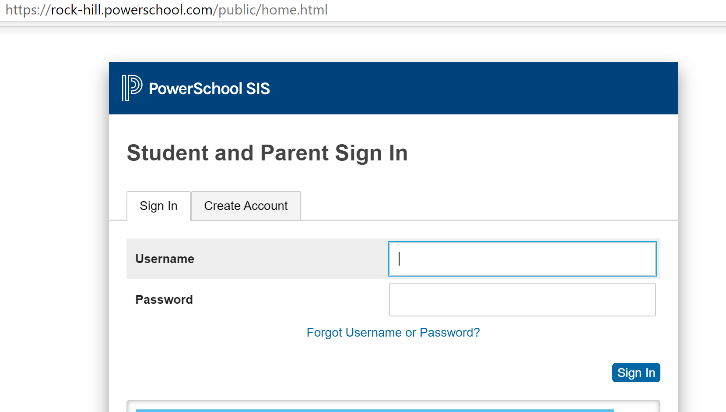 https://rock-hill.powerschool.com/public/home.html
PowerSchool SIS
Student and Parent Sign In
Sign In
Create Account
Username
Password
Forgot Username or Password?
Sign In